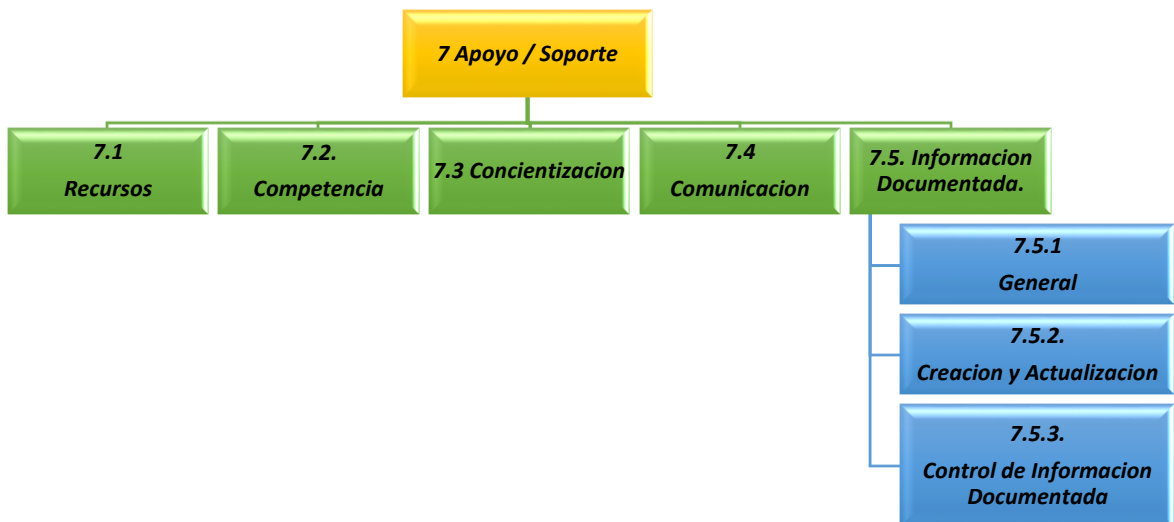 7 Apoyo / Soporte
7.1
Recursos
7.2.
Competencia
7.3 Concientizacion
7.4
Comunicacion
7.5. Informacion
Documentada.
7.5.1
General
7.5.2.
Creacion y Actualizacion
7.5.3.
Control de Informacion
Documentada